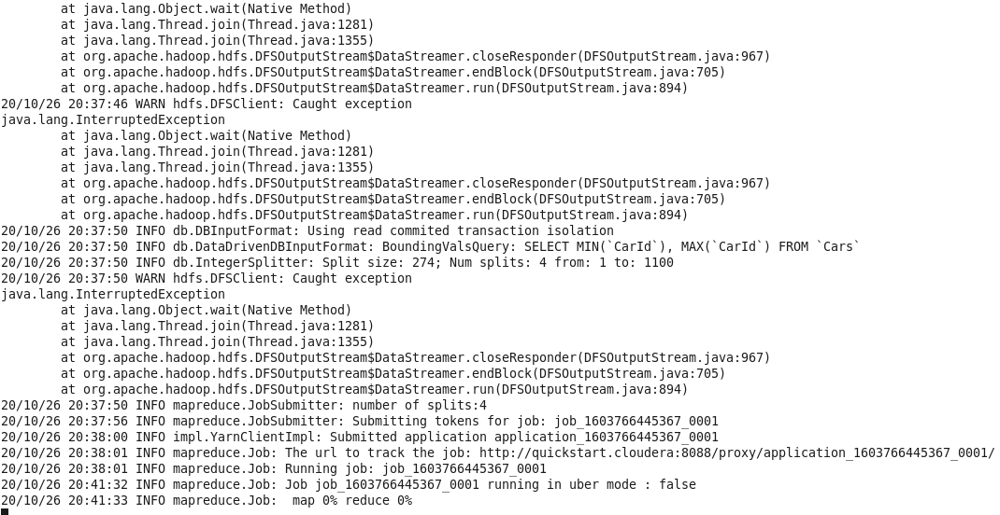 at java.lang.Object.wait(Native Method)
        at java.lang.Thread.join(Thread.java:1281)
        at java.lang.Thread.join(Thread.java:1355)
        at org.apache.hadoop.hdfs.DFSOutputStream$DataStreamer.closeResponder(DFSOutputStream.java:967)
        at org.apache.hadoop.hdfs.DFSOutputStream$DataStreamer.endBlock(DFSOutputStream.java:705)
        at org.apache.hadoop.hdfs.DFSOutputStream$DataStreamer.run(DFSOutputStream.java:894)
20/10/26 20:37:46 WARN hdfs.DFSClient: Caught exception
java.lang.InterruptedException
        at java.lang.Object.wait(Native Method)
        at java.lang.Thread.join(Thread.java:1281)
        at java.lang.Thread.join(Thread.java:1355)
        at org.apache.hadoop.hdfs.DFSOutputStream$DataStreamer.closeResponder(DFSOutputStream.java:967)
        at org.apache.hadoop.hdfs.DFSOutputStream$DataStreamer.endBlock(DFSOutputStream.java:705)
        at org.apache.hadoop.hdfs.DFSOutputStream$DataStreamer.run(DFSOutputStream.java:894)
20/10/26 20:37:50 INFO db.DBInputFormat: Using read commited transaction isolation
20/10/26 20:37:50 INFO db.DataDrivenDBInputFormat: BoundingValsQuery: SELECT MIN(`CarId`), MAX(`CarId`) FROM `Cars`
20/10/26 20:37:50 INFO db.IntegerSplitter: Split size: 274; Num splits: 4 from: 1 to: 1100
20/10/26 20:37:50 WARN hdfs.DFSClient: Caught exception
java.lang.InterruptedException
        at java.lang.Object.wait(Native Method)
        at java.lang.Thread.join(Thread.java:1281)
        at java.lang.Thread.join(Thread.java:1355)
        at org.apache.hadoop.hdfs.DFSOutputStream$DataStreamer.closeResponder(DFSOutputStream.java:967)
        at org.apache.hadoop.hdfs.DFSOutputStream$DataStreamer.endBlock(DFSOutputStream.java:705)
        at org.apache.hadoop.hdfs.DFSOutputStream$DataStreamer.run(DFSOutputStream.java:894)
20/10/26 20:37:50 INFO mapreduce.JobSubmitter: number of splits:4
20/10/26 20:37:56 INFO mapreduce.JobSubmitter: Submitting tokens for job: job_1603766445367_0001
20/10/26 20:38:00 INFO impl.YarnClientImpl: Submitted application application_1603766445367_0001
20/10/26 20:38:01 INFO mapreduce.Job: The url to track the job: http://quickstart.cloudera:8088/proxy/application_1603766445367_0001/
20/10/26 20:38:01 INFO mapreduce.Job: Running job: job_1603766445367_0001
20/10/26 20:41:32 INFO mapreduce.Job: Job job_1603766445367_0001 running in uber mode : false
20/10/26 20:41:33 INFO mapreduce.Job:  map 0% reduce 0%